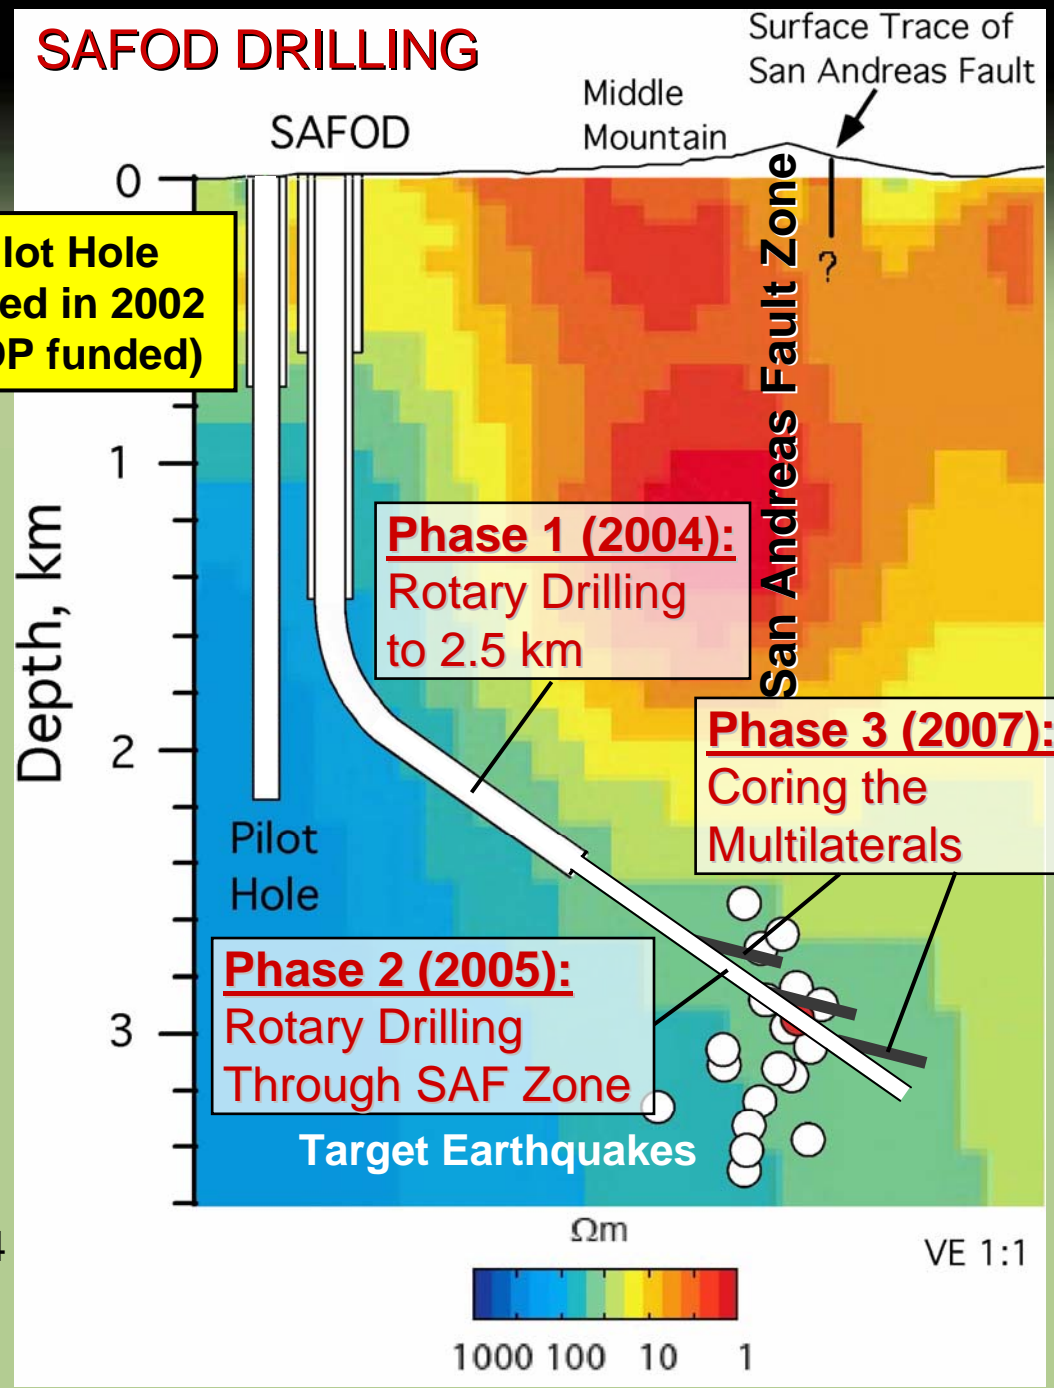 SAFOD DRILLING
Surface Trace of
San Andreas Fault
Middle
Mountain
SAFOD
0
lot Hole
ed in 2002
P funded)
San Andreas Fault Zone
?
1
Depth, km
Phase 1 (2004):
Rotary Drilling
to 2.5 km
2
Phase 3 (2007):
Coring the
Multilaterals
Pilot
Hole
Phase 2 (2005):
Rotary Drilling
Through SAF Zone
3
Target Earthquakes
Ωm
VE 1:1
1000 100 10 1